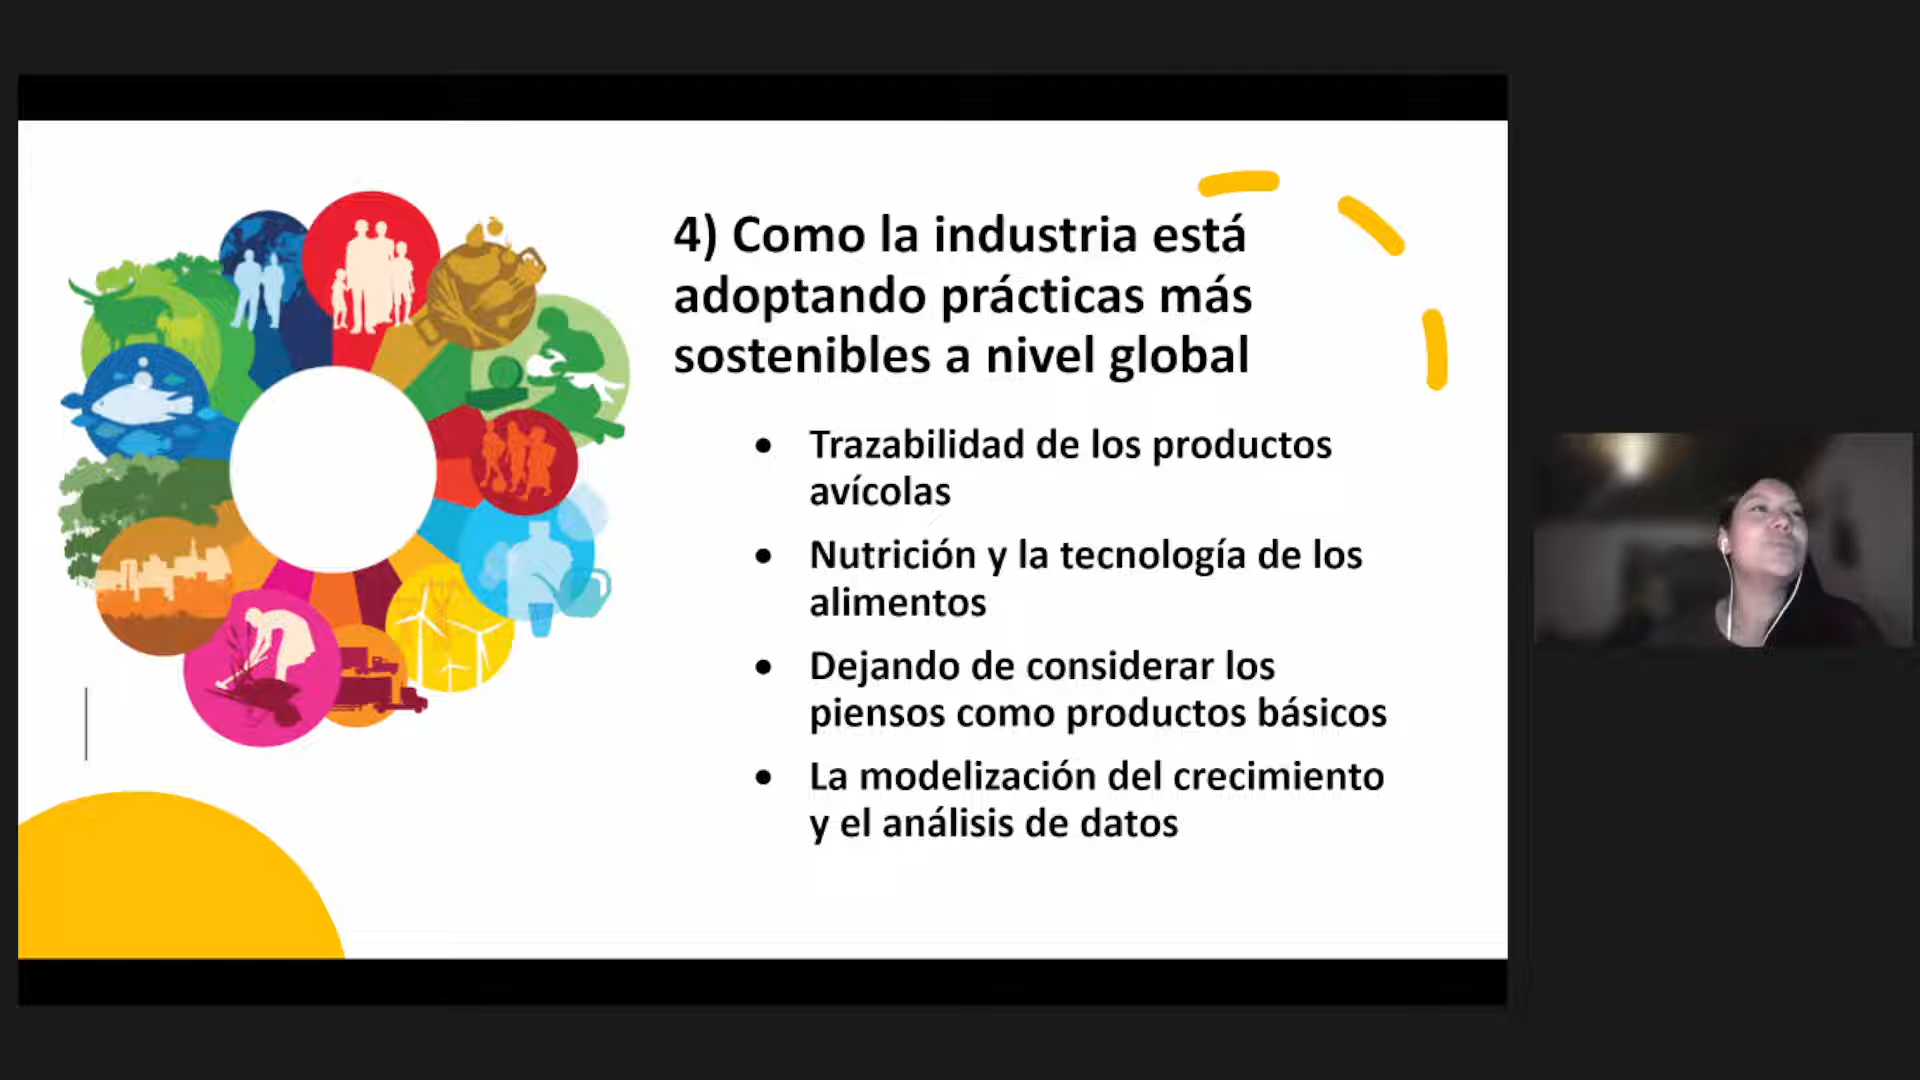 4) Como la industria está
adoptando prácticas más
sostenibles a nivel global
• Trazabilidad de los productos
avícolas
• Nutrición y la tecnología de los
alimentos
• Dejando de considerar los
piensos como productos básicos
• La modelización del crecimiento
y el análisis de datos